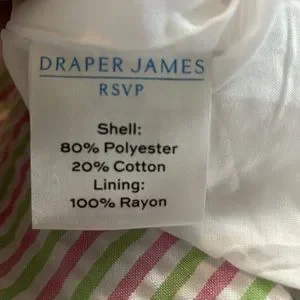 DRAPER JAMES
RSVP
Shell:
80% Polyester
20% Cotton
Lining:
100% Rayon